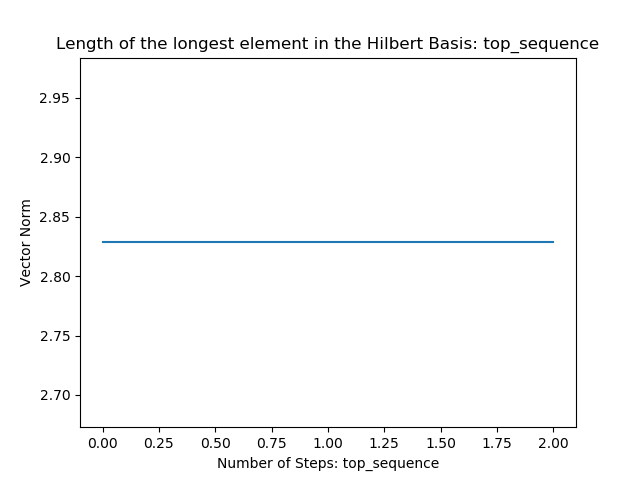 Length of the longest element in the Hilbert Basis: top_sequence
2.95
2.90
2.85
2.80
2.75
2.70
Vector Norm
0.00 0.25 0.50 0.75 1.00 1.25 1.50 1.75 2.00
Number of Steps: top_sequence